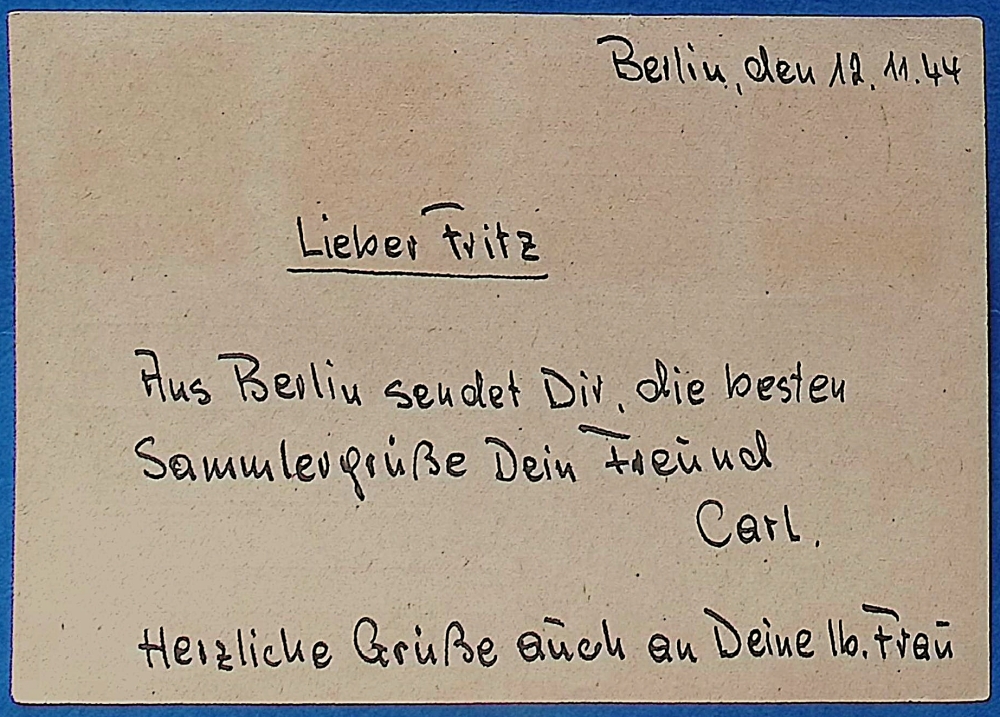 Berlin, den 12.11.44
Lieber Fritz
Aus Berlin sendet Dir, die besten
Sammlergrüße Dein Freund
Carl.
Herzliche Grüße auch an Deine lb. Frau